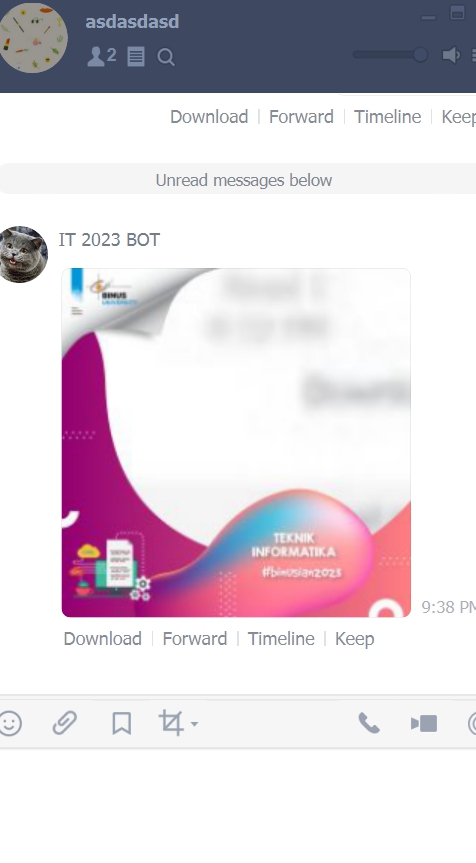 asdasdasd
2
Download | Forward | Timeline | Keep
Unread messages below
IT 2023 BOT
BINUS
UNIVERSITY
TEKNIK
INFORMATIKA
#binusian2023
9:38 PM
Download | Forward | Timeline | Keep